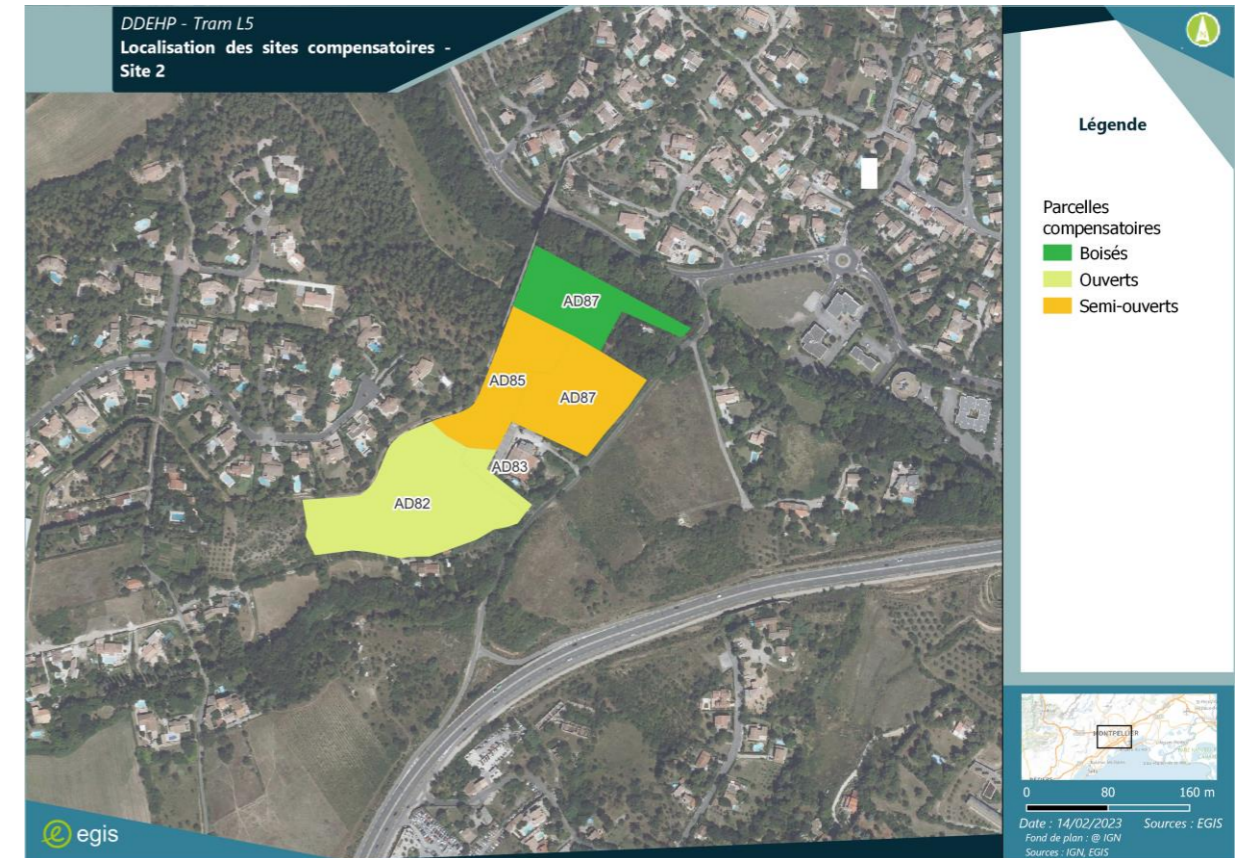 DDEHP - Tram L5
Localisation des sites compensatoires -
Site 2
Légende
Parcelles
compensatoires
Boisés
Ouverts
Semi-ouverts
AD87
AD85
AD87
AD83
AD82
MONTPELLIER
0 80 160 m
Date : 14/02/2023 Sources : EGIS
Fond de plan : @ IGN
Sources : IGN, EGIS
egis